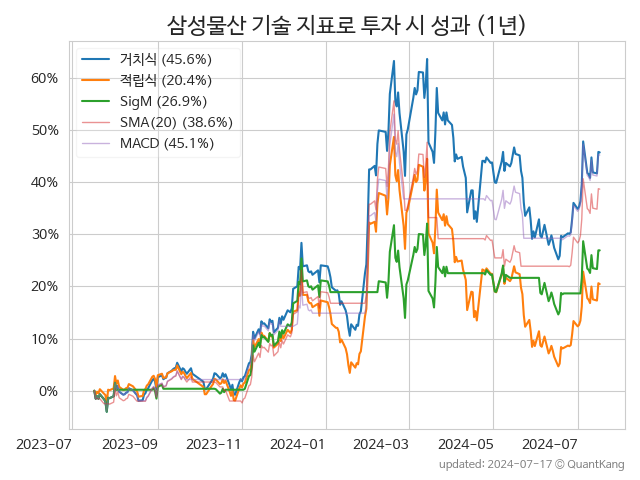 삼성물산 기술 지표로 투자 시 성과 (1년)
거치식 (45.6%)
적립식 (20.4%)
SigM (26.9%)
SMA(20) (38.6%)
MACD (45.1%)
60%
50%
40%
30%
20%
10%
0%
2023-07 2023-09 2023-11 2024-01 2024-03 2024-05 2024-07
updated: 2024-07-17 © QuantKang